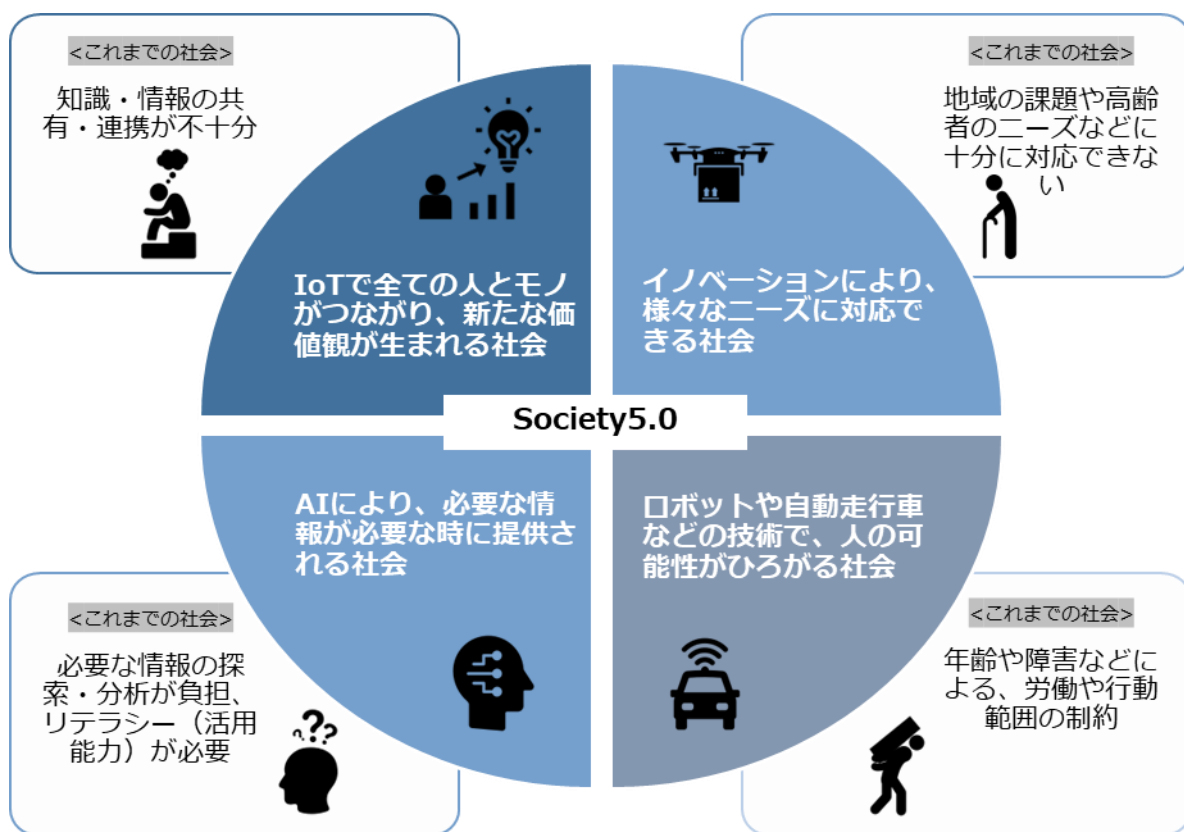 <これまでの社会>
知識・情報の共
有・連携が不十分
<これまでの社会>
地域の課題や高齢
者のニーズなどに
十分に対応できな
い
IoTで全ての人とモノ
がつながり、新たな価
値観が生まれる社会
イノベーションにより、
様々なニーズに対応で
きる社会
Society5.0
AIにより、必要な情
報が必要な時に提供さ
れる社会
ロボットや自動走行車
などの技術で、人の可
能性がひろがる社会
<これまでの社会>
必要な情報の探
索・分析が負担、
リテラシー（活用
能力）が必要
<これまでの社会>
年齢や障害などに
よる、労働や行動
範囲の制約